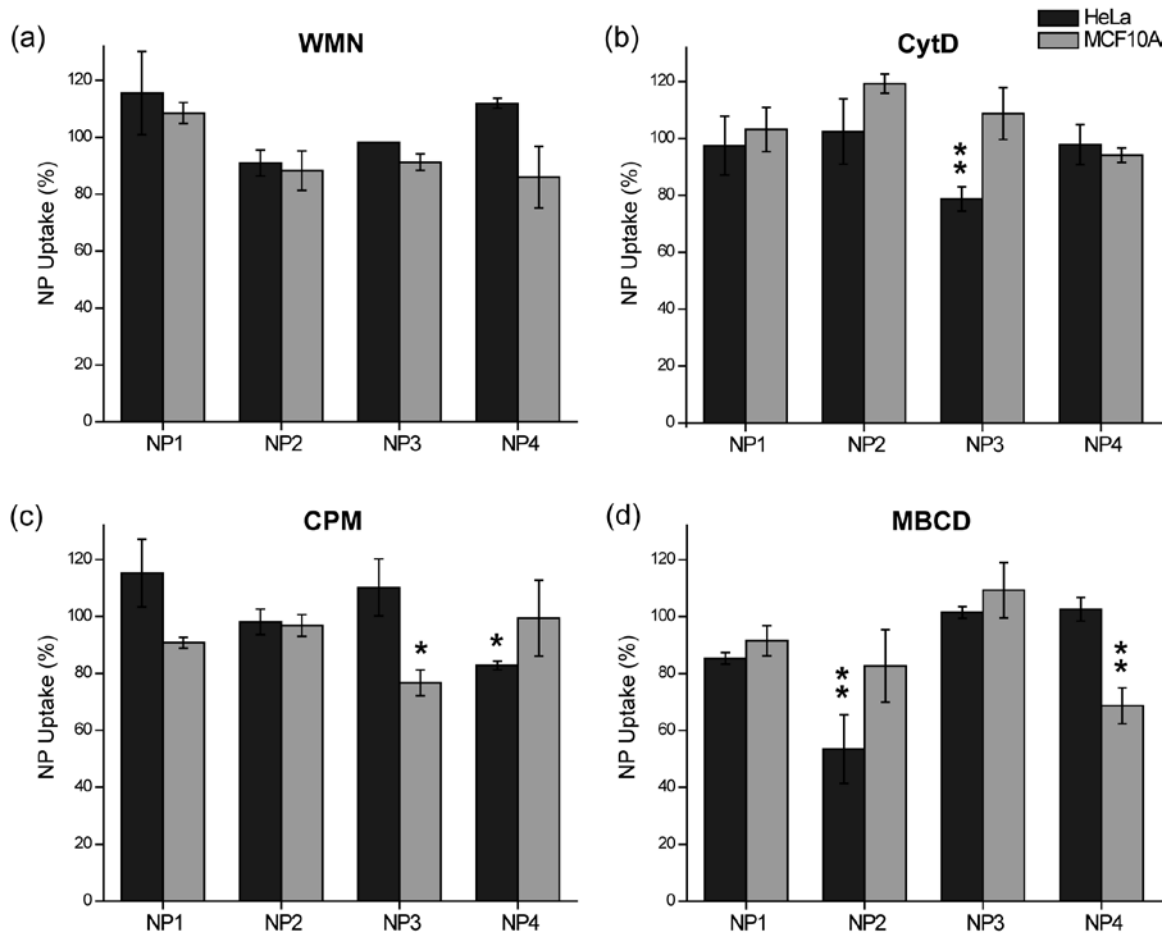 HeLa
MCF10A
(a)
WMN
NP Uptake (%)
120
100
80
60
40
20
0
NP1 NP2 NP3 NP4
(b)
CytD
NP Uptake (%)
120
100
80
60
40
20
0
**
NP1 NP2 NP3 NP4
(c)
CPM
NP Uptake (%)
120
100
80
60
40
20
0
* *
NP1 NP2 NP3 NP4
(d)
MBCD
NP Uptake (%)
120
100
80
60
40
20
0
** **
NP1 NP2 NP3 NP4